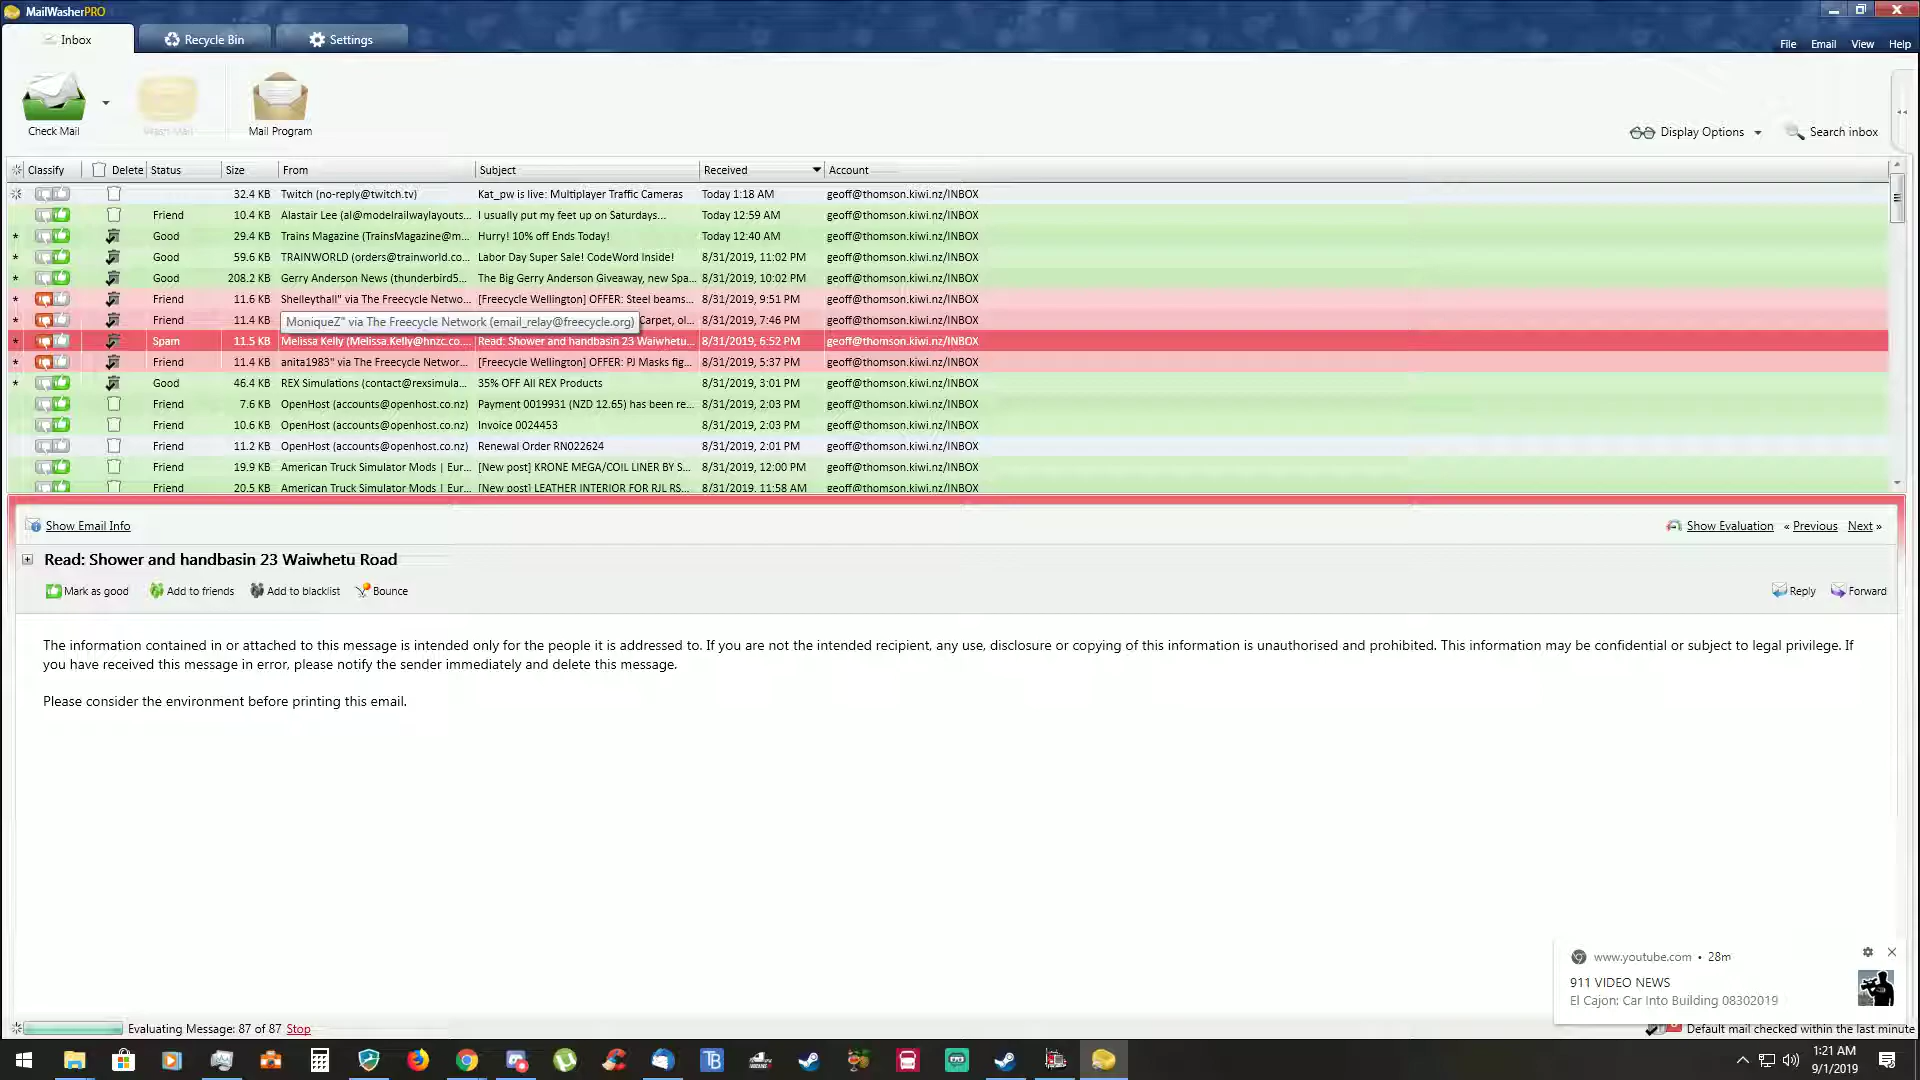 MailWasherPRO
Inbox
Recycle Bin
Settings
File Email View Help
Check Mail
Wash Mail
Mail Program
Display Options
Search inbox
Classify Delete Status Size From Subject Received Account
32.4 KB Twitch (no-reply@twitch.tv) Kat_pw is live: Multiplayer Traffic Cameras Today 1:18 AM geoff@thomson.kiwi.nz/INBOX
Friend 10.4 KB Alastair Lee (al@modelrailwaylayouts... I usually put my feet up on Saturdays... Today 12:59 AM geoff@thomson.kiwi.nz/INBOX
Good 29.4 KB Trains Magazine (TrainsMagazine@m... Hurry! 10% off Ends Today! Today 12:40 AM geoff@thomson.kiwi.nz/INBOX
Good 59.6 KB TRAINWORLD (orders@trainworld.co... Labor Day Super Sale! CodeWord Inside! 8/31/2019, 11:02 PM geoff@thomson.kiwi.nz/INBOX
Good 208.2 KB Gerry Anderson News (thunderbird5... The Big Gerry Anderson Giveaway, new Spa... 8/31/2019, 10:02 PM geoff@thomson.kiwi.nz/INBOX
Friend 11.6 KB Shelleythall" via The Freecycle Netwo... [Freecycle Wellington] OFFER: Steel beams... 8/31/2019, 9:51 PM geoff@thomson.kiwi.nz/INBOX
Friend 11.4 KB MoniqueZ" via The Freecycle Network (email_relay@freecycle.org) Carpet, ol... 8/31/2019, 7:46 PM geoff@thomson.kiwi.nz/INBOX
Spam 11.5 KB Melissa Kelly (Melissa.Kelly@hnzc.co.... Read: Shower and handbasin 23 Waiwhetu... 8/31/2019, 6:52 PM geoff@thomson.kiwi.nz/INBOX
Friend 11.4 KB anita1983" via The Freecycle Networ... [Freecycle Wellington] OFFER: PJ Masks fig... 8/31/2019, 5:37 PM geoff@thomson.kiwi.nz/INBOX
Good 46.4 KB REX Simulations (contact@rexsimula... 35% OFF All REX Products 8/31/2019, 3:01 PM geoff@thomson.kiwi.nz/INBOX
Friend 7.6 KB OpenHost (accounts@openhost.co.nz) Payment 0019931 (NZD 12.65) has been re... 8/31/2019, 2:03 PM geoff@thomson.kiwi.nz/INBOX
Friend 10.6 KB OpenHost (accounts@openhost.co.nz) Invoice 0024453 8/31/2019, 2:03 PM geoff@thomson.kiwi.nz/INBOX
Friend 11.2 KB OpenHost (accounts@openhost.co.nz) Renewal Order RN022624 8/31/2019, 2:01 PM geoff@thomson.kiwi.nz/INBOX
Friend 19.9 KB American Truck Simulator Mods | Eur... [New post] KRONE MEGA/COIL LINER BY S... 8/31/2019, 12:00 PM geoff@thomson.kiwi.nz/INBOX
Friend 20.5 KB American Truck Simulator Mods | Eur... [New post] LEATHER INTERIOR FOR RJL RS... 8/31/2019, 11:58 AM geoff@thomson.kiwi.nz/INBOX
Show Email Info
Show Evaluation « Previous Next »
Read: Shower and handbasin 23 Waiwhetu Road
Mark as good Add to friends Add to blacklist Bounce
Reply Forward
The information contained in or attached to this message is intended only for the people it is addressed to. If you are not the intended recipient, any use, disclosure or copying of this information is unauthorised and prohibited. This information may be confidential or subject to legal privilege. If
you have received this message in error, please notify the sender immediately and delete this message.
Please consider the environment before printing this email.
www.youtube.com • 28m
911 VIDEO NEWS
El Cajon: Car Into Building 08302019
Evaluating Message: 87 of 87 Stop
Default mail checked within the last minute
TB
1:21 AM
9/1/2019